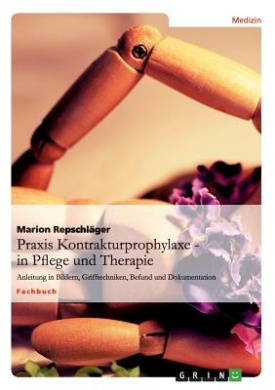 Medizin
Marion Repschläger
Praxis Kontrakturprophylaxe -
in Pflege und Therapie
Anleitung in Bildern, Grifftechniken, Befund und Dokumentation
Fachbuch
GRIN